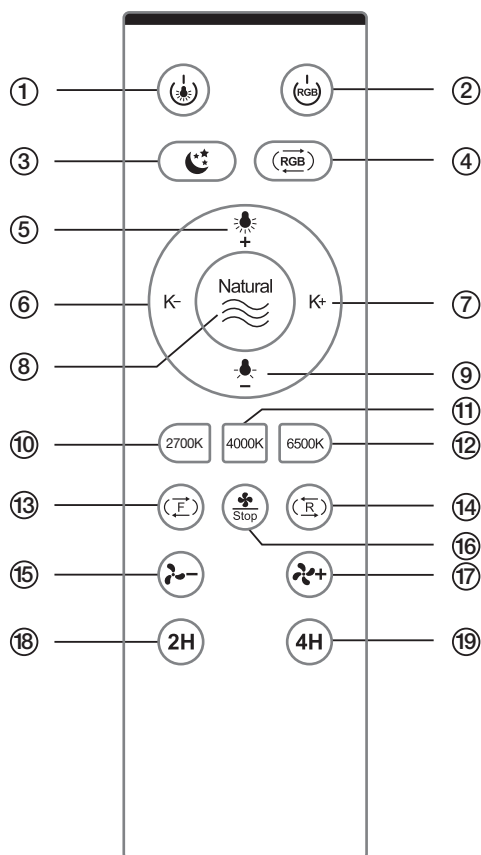 ① ②
RGB
③ ④
RGB
⑤
+
⑥ K- Natural K+ ⑦
⑧ ⑨
−
⑪
⑩ 2700K 4000K 6500K ⑫
⑬ F R ⑭
Stop
⑯
⑮ − + ⑰
⑱ 2H 4H ⑲